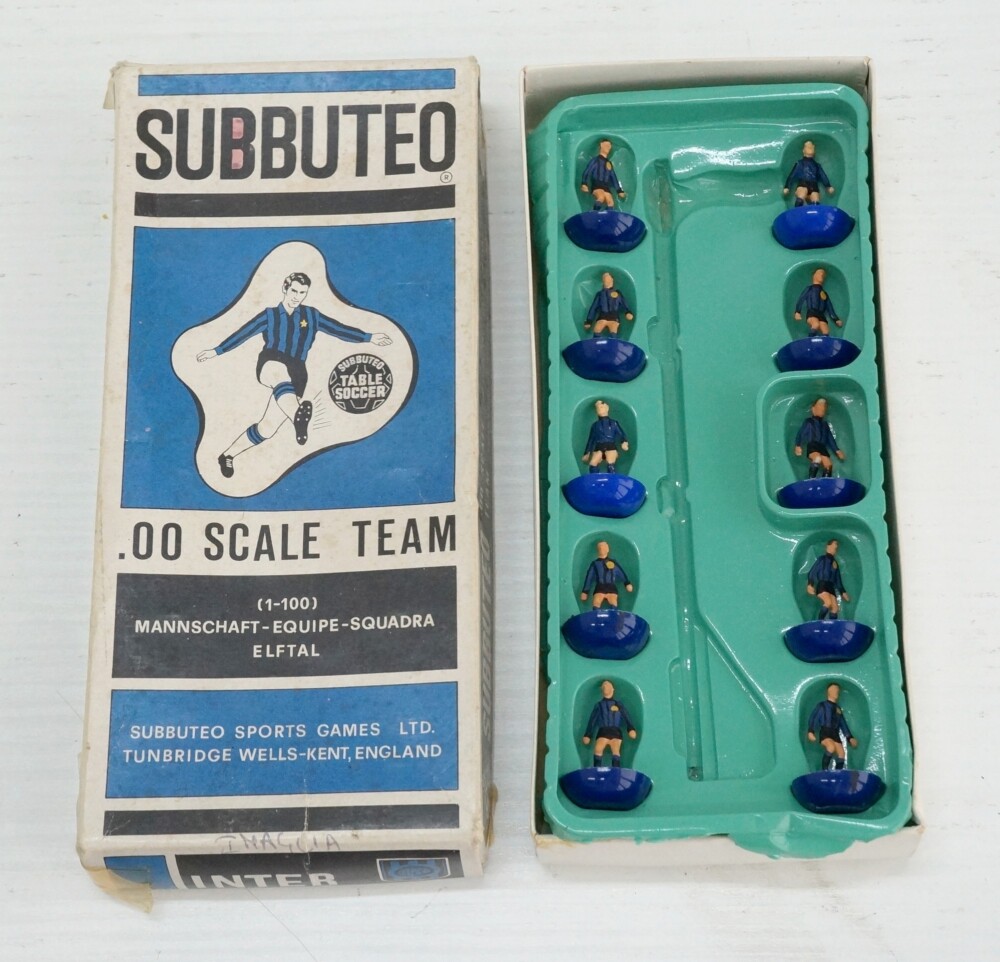 SUBBUTEO
®
SUBBUTEO
TABLE
SOCCER
.00 SCALE TEAM
(1-100)
MANNSCHAFT-EQUIPE-SQUADRA
ELFTAL
SUBBUTEO SPORTS GAMES LTD.
TUNBRIDGE WELLS-KENT, ENGLAND
INTER